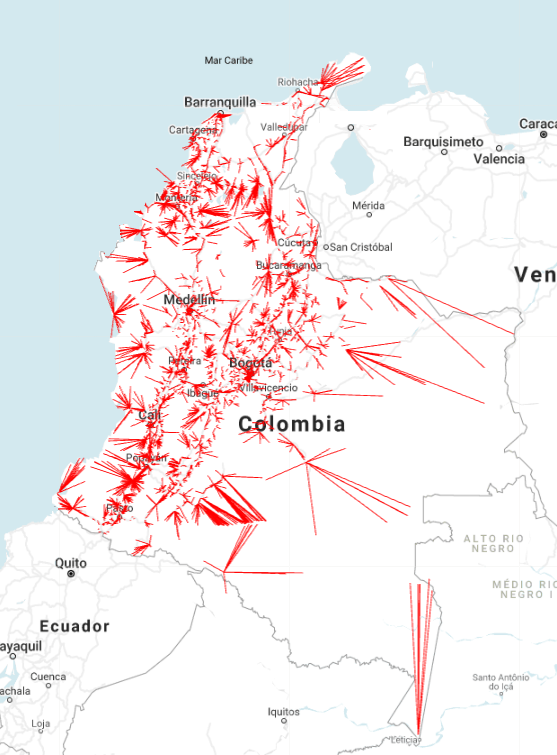 Mar Caribe
Riohacha
Barranquilla
Cartagena
Valledupar
Caraca
Barquisimeto
Valencia
Sincelejo
Montería
Mérida
Cúcuta
San Cristóbal
Bucaramanga
Ven
Medellín
Tunja
Pereira
Bogotá
Ibagué
Villavicencio
Cali
Colombia
Popayán
Pasto
ALTO RIO
NEGRO
Quito
MÉDIO RIO
NEGRO I
Ecuador
ayaquil
Cuenca
achala
Santo Antônio
do Içá
Iquitos
Loja
Leticia